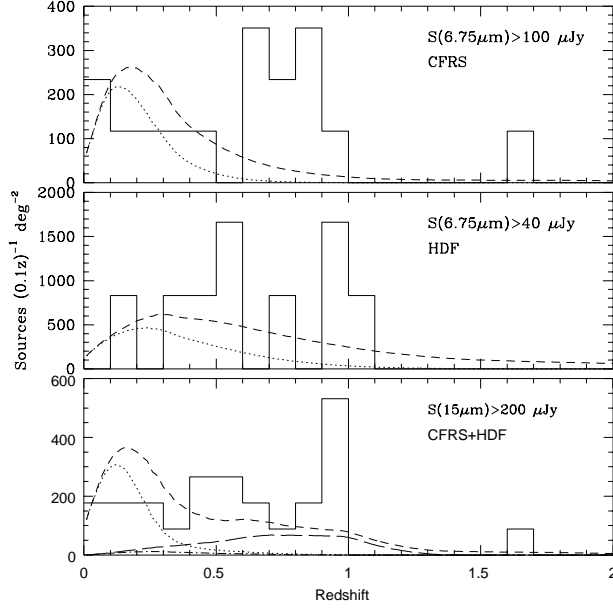 400
300
200
100
0
S(6.75μm)>100 μJy
CFRS
2000
1500
1000
500
0
S(6.75μm)>40 μJy
HDF
Sources (0.1z)⁻¹ deg⁻²
600
400
200
0
S(15μm)>200 μJy
CFRS+HDF
0 0.5 1 1.5 2
Redshift